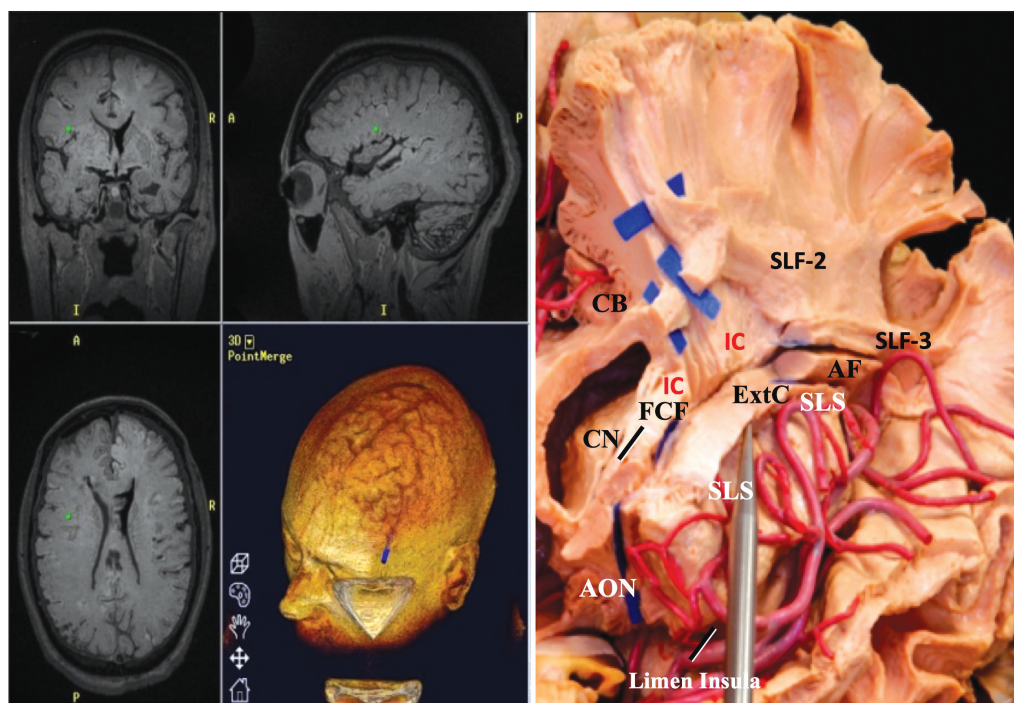 R
I
A
P
I
A
R
P
3D
PointMerge
SLF-2
CB
IC
SLF-3
IC
AF
ExtC
FCF
SLS
CN
SLS
AON
Limen Insula